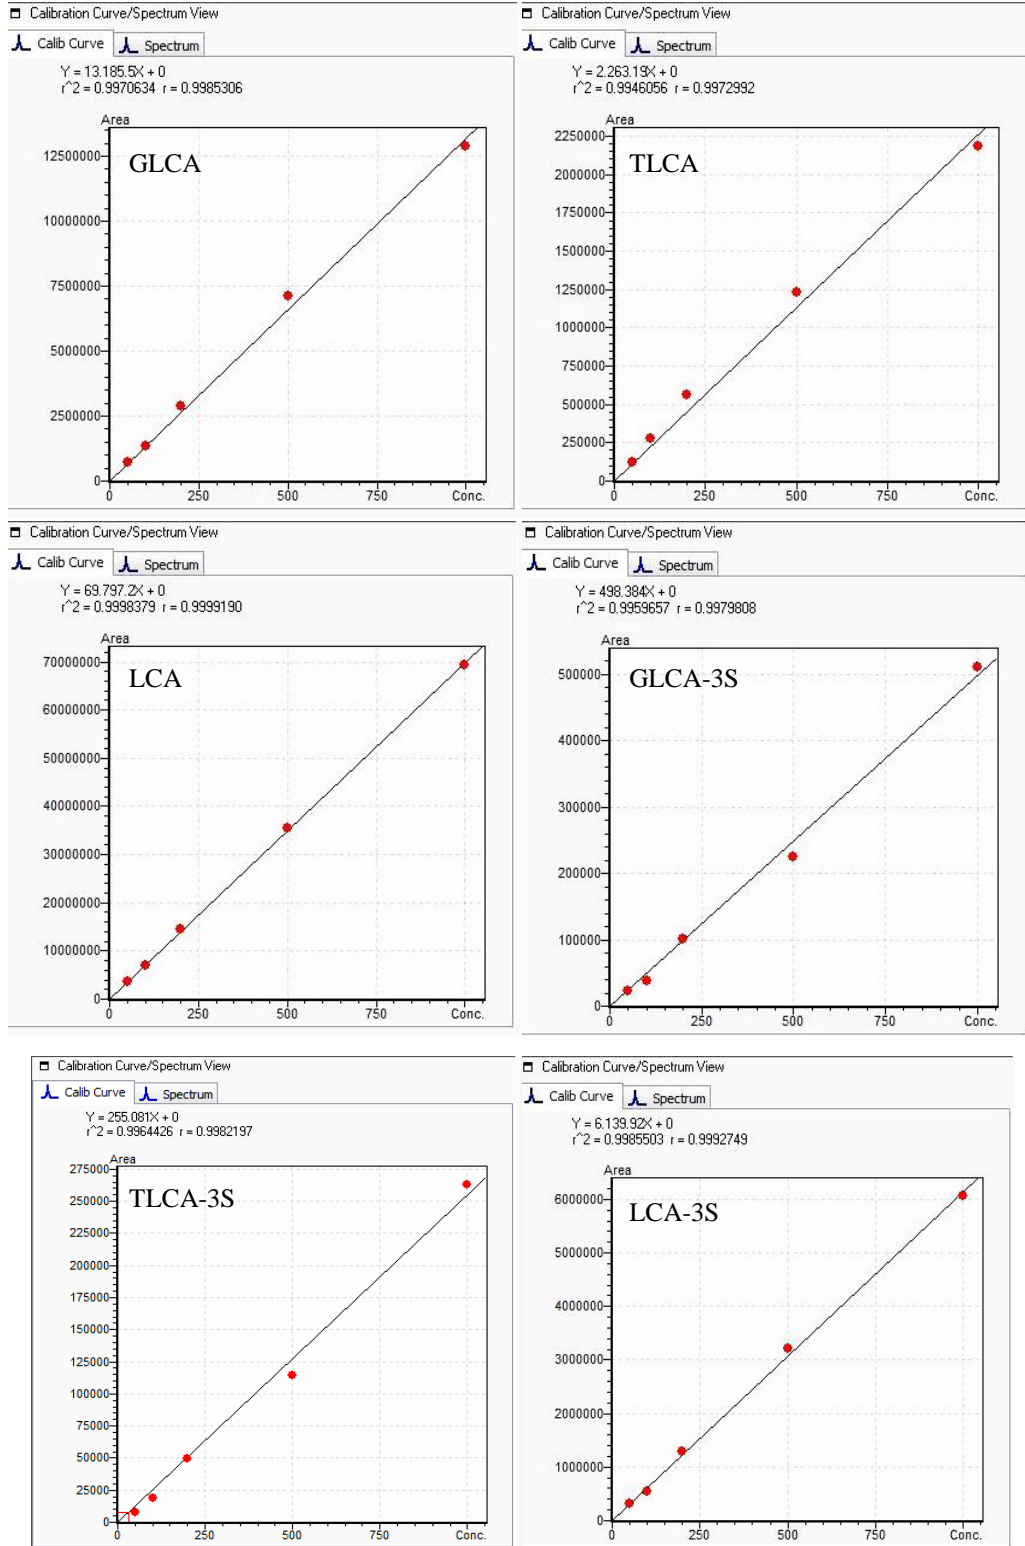 Calibration Curve/Spectrum View
Calib Curve Spectrum
Y = 13.185.5X + 0
r^2 = 0.9970634 r = 0.9985306
Area
GLCA
12500000
10000000
7500000
5000000
2500000
0
0 250 500 750 Conc.
Calibration Curve/Spectrum View
Calib Curve Spectrum
Y = 2.263.19X + 0
r^2 = 0.9946056 r = 0.9972992
Area
TLCA
2250000
2000000
1750000
1500000
1250000
1000000
750000
500000
250000
0
0 250 500 750 Conc.
Calibration Curve/Spectrum View
Calib Curve Spectrum
Y = 69.797.2X + 0
r^2 = 0.9998379 r = 0.9999190
Area
LCA
70000000
60000000
50000000
40000000
30000000
20000000
10000000
0
0 250 500 750 Conc.
Calibration Curve/Spectrum View
Calib Curve Spectrum
Y = 498.384X + 0
r^2 = 0.9959657 r = 0.9979808
Area
GLCA-3S
500000
400000
300000
200000
100000
0
0 250 500 750 Conc.
Calibration Curve/Spectrum View
Calib Curve Spectrum
Y = 255.081X + 0
r^2 = 0.9964426 r = 0.9982197
Area
TLCA-3S
275000
250000
225000
200000
175000
150000
125000
100000
75000
50000
25000
0
0 250 500 750 Conc.
Calibration Curve/Spectrum View
Calib Curve Spectrum
Y = 6.139.92X + 0
r^2 = 0.9985503 r = 0.9992749
Area
LCA-3S
6000000
5000000
4000000
3000000
2000000
1000000
0
0 250 500 750 Conc.